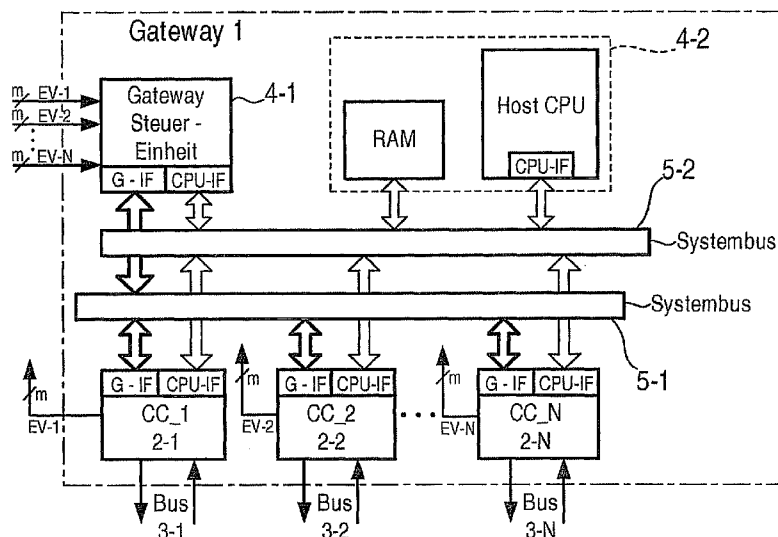 Gateway 1
4-2
4-1
m EV-1
m EV-2
m EV-N
Gateway
Steuer -
Einheit
G - IF CPU-IF
RAM
Host CPU
CPU-IF
5-2
Systembus
Systembus
5-1
m
EV-1
G - IF CPU-IF
CC_1
2-1
m
EV-2
G - IF CPU-IF
CC_2
2-2
m
EV-N
G - IF CPU-IF
CC_N
2-N
Bus
3-1
Bus
3-2
Bus
3-N